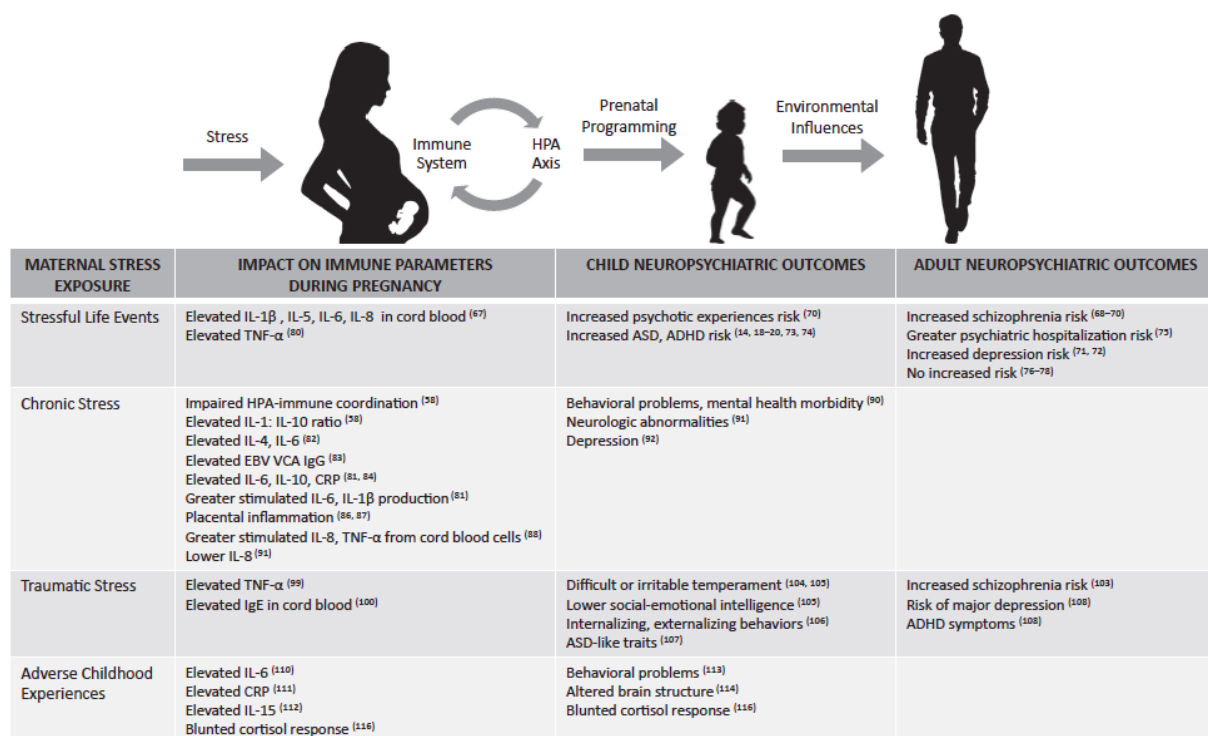 Stress
Immune
System
HPA
Axis
Prenatal
Programming
Environmental
Influences
MATERNAL STRESS
EXPOSURE
IMPACT ON IMMUNE PARAMETERS
DURING PREGNANCY
CHILD NEUROPSYCHIATRIC OUTCOMES
ADULT NEUROPSYCHIATRIC OUTCOMES
Stressful Life Events
Elevated IL-1β , IL-5, IL-6, IL-8 in cord blood (67)
Elevated TNF-α (80)
Increased psychotic experiences risk (70)
Increased ASD, ADHD risk (14, 18–20, 73, 74)
Increased schizophrenia risk (68–70)
Greater psychiatric hospitalization risk (75)
Increased depression risk (71, 72)
No increased risk (76–78)
Chronic Stress
Impaired HPA-immune coordination (58)
Elevated IL-1: IL-10 ratio (58)
Elevated IL-4, IL-6 (82)
Elevated EBV VCA IgG (83)
Elevated IL-6, IL-10, CRP (81, 84)
Greater stimulated IL-6, IL-1β production (81)
Placental inflammation (86, 87)
Greater stimulated IL-8, TNF-α from cord blood cells (88)
Lower IL-8 (91)
Behavioral problems, mental health morbidity (90)
Neurologic abnormalities (91)
Depression (92)
Traumatic Stress
Elevated TNF-α (99)
Elevated IgE in cord blood (100)
Difficult or irritable temperament (104, 105)
Lower social-emotional intelligence (105)
Internalizing, externalizing behaviors (106)
ASD-like traits (107)
Increased schizophrenia risk (103)
Risk of major depression (108)
ADHD symptoms (108)
Adverse Childhood
Experiences
Elevated IL-6 (110)
Elevated CRP (111)
Elevated IL-15 (112)
Blunted cortisol response (116)
Behavioral problems (113)
Altered brain structure (114)
Blunted cortisol response (116)